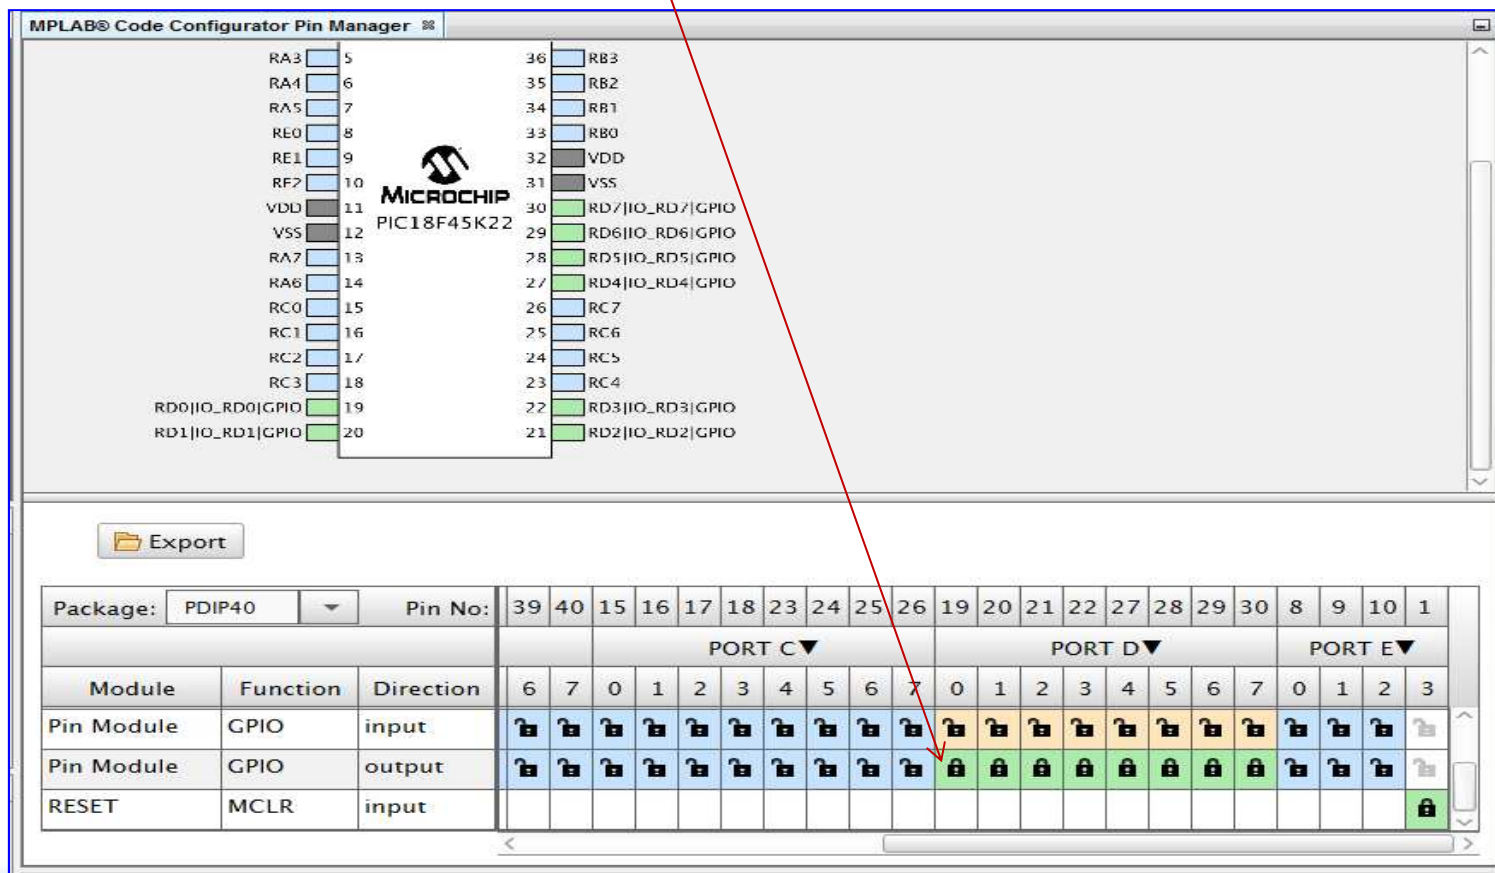 MPLAB® Code Configurator Pin Manager
RA3 5 36 RB3
RA4 6 35 RB2
RA5 7 34 RB1
RE0 8 33 RB0
RE1 9 32 VDD
RE2 10 31 VSS
VDD 11 30 RD7|IO_RD7|GPIO
VSS 12 29 RD6|IO_RD6|GPIO
RA7 13 28 RD5|IO_RD5|GPIO
RA6 14 27 RD4|IO_RD4|GPIO
RC0 15 26 RC7
RC1 16 25 RC6
RC2 17 24 RC5
RC3 18 23 RC4
RD0|IO_RD0|GPIO 19 22 RD3|IO_RD3|GPIO
RD1|IO_RD1|GPIO 20 21 RD2|IO_RD2|GPIO
MICROCHIP
PIC18F45K22
Export
Package: PDIP40 Pin No: 39 40 15 16 17 18 23 24 25 26 19 20 21 22 27 28 29 30 8 9 10 1
PORT C▼ PORT D▼ PORT E▼
Module Function Direction 6 7 0 1 2 3 4 5 6 7 0 1 2 3 4 5 6 7 0 1 2 3
Pin Module GPIO input
Pin Module GPIO output
RESET MCLR input